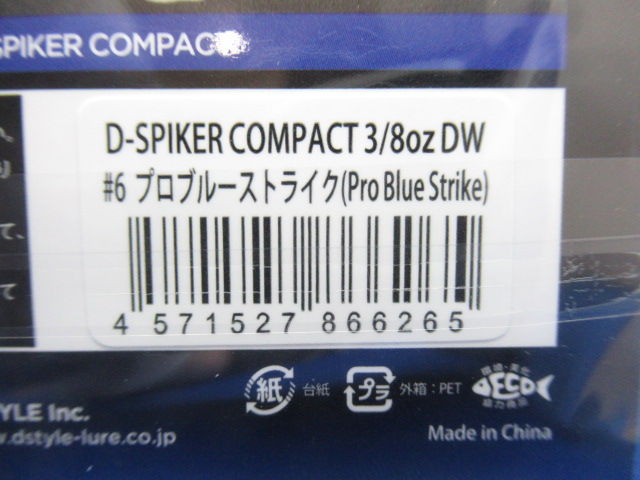 SPIKER COMPACT
D-SPIKER COMPACT 3/8oz DW
#6 プロブルーストライク(Pro Blue Strike)
4 571527 866265
紙 台紙 プラ 外箱：PET ECO
STYLE Inc.
w.dstyle-lure.co.jp
Made in China